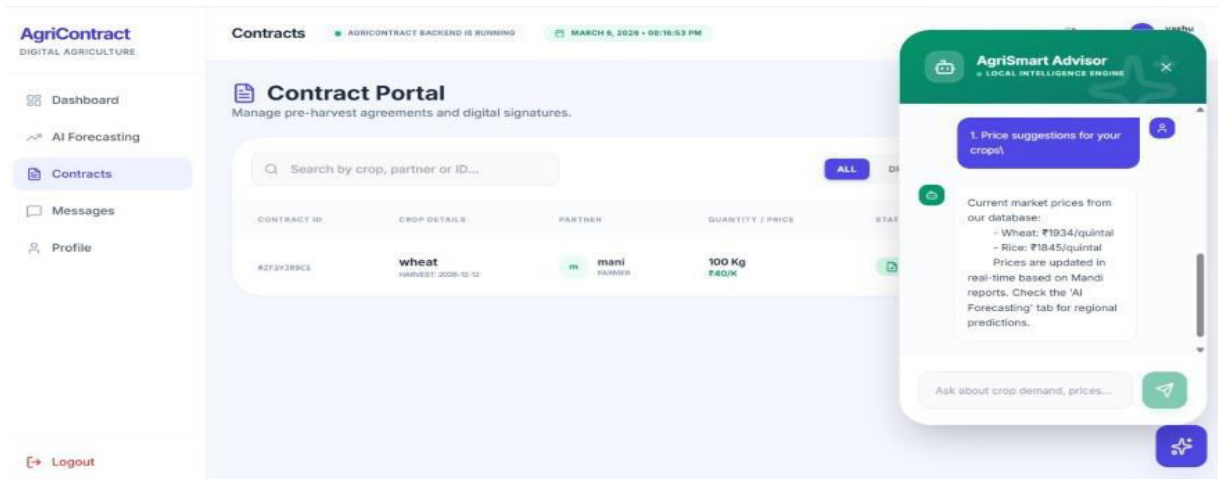 AgriContract
DIGITAL AGRICULTURE
Dashboard
AI Forecasting
Contracts
Messages
Profile
Logout
Contracts
AGRICONTRACT BACKEND IS RUNNING
MARCH 6, 2026 • 08:16:53 PM
yashu
Contract Portal
Manage pre-harvest agreements and digital signatures.
Search by crop, partner or ID...
ALL
CONTRACT ID CROP DETAILS PARTNER QUANTITY / PRICE
wheat m mani 100 Kg
HARVEST: 2026-12-12 FARMER ₹40/K
AgriSmart Advisor
LOCAL INTELLIGENCE ENGINE
1. Price suggestions for your
crops\
Current market prices from
our database:
- Wheat: ₹1934/quintal
- Rice: ₹1845/quintal
Prices are updated in
real-time based on Mandi
reports. Check the 'AI
Forecasting' tab for regional
predictions.
Ask about crop demand, prices...